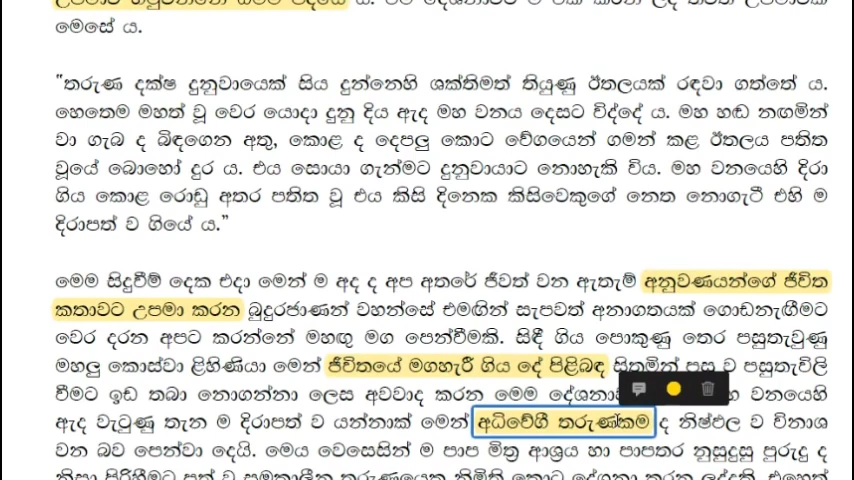 මෙසේ ය.
“තරුණ දක්ෂ දුනුවායෙක් සිය දුන්නෙහි ශක්තිමත් තියුණු ඊතලයක් රඳවා ගත්තේ ය.
හෙතෙම මහත් වූ වෙර යොදා දුනු දිය ඇද මහ වනය දෙසට විද්දේ ය. මහ හඬ නඟමින්
වා ගැබ ද බිඳගෙන අතු, කොළ ද දෙපලු කොට වේගයෙන් ගමන් කළ ඊතලය පතිත
වූයේ බොහෝ දුර ය. එය සොයා ගැන්මට දුනුවායාට නොහැකි විය. මහ වනයෙහි දිරා
ගිය කොළ රොඩු අතර පතිත වූ එය කිසි දිනෙක කිසිවෙකුගේ නෙත නොගැටී එහි ම
දිරාපත් ව ගියේ ය.”
මෙම සිදුවීම් දෙක එදා මෙන් ම අද ද අප අතරේ ජීවත් වන ඇතැම් අනුවණයන්ගේ ජීවිත
කතාවට උපමා කරන බුදුරජාණන් වහන්සේ එමඟින් සැපවත් අනාගතයක් ගොඩනැඟීමට
වෙර දරන අපට කරන්නේ මහඟු මග පෙන්වීමකි. සිඳී ගිය පොකුණු තෙර පසුතැවුණු
මහලු කොස්වා ළිහිණියා මෙන් ජීවිතයේ මගහැරී ගිය දේ පිළිබඳ සිතමින් පසු ව පසුතැවිලි
වීමට ඉඩ තබා නොගන්නා ලෙස අවවාද කරන මෙම වනයෙහි
ඇද වැටුණු තැන ම දිරාපත් ව යන්නාක් මෙන් අධිවේගී තරුණකම ද නිෂ්ඵල ව විනාශ
වන බව පෙන්වා දෙයි. මෙය වෙසෙසින් ම පාප මිත්‍ර ආශ්‍රය හා පාපතර නුසුදුසු පුරුදු ද